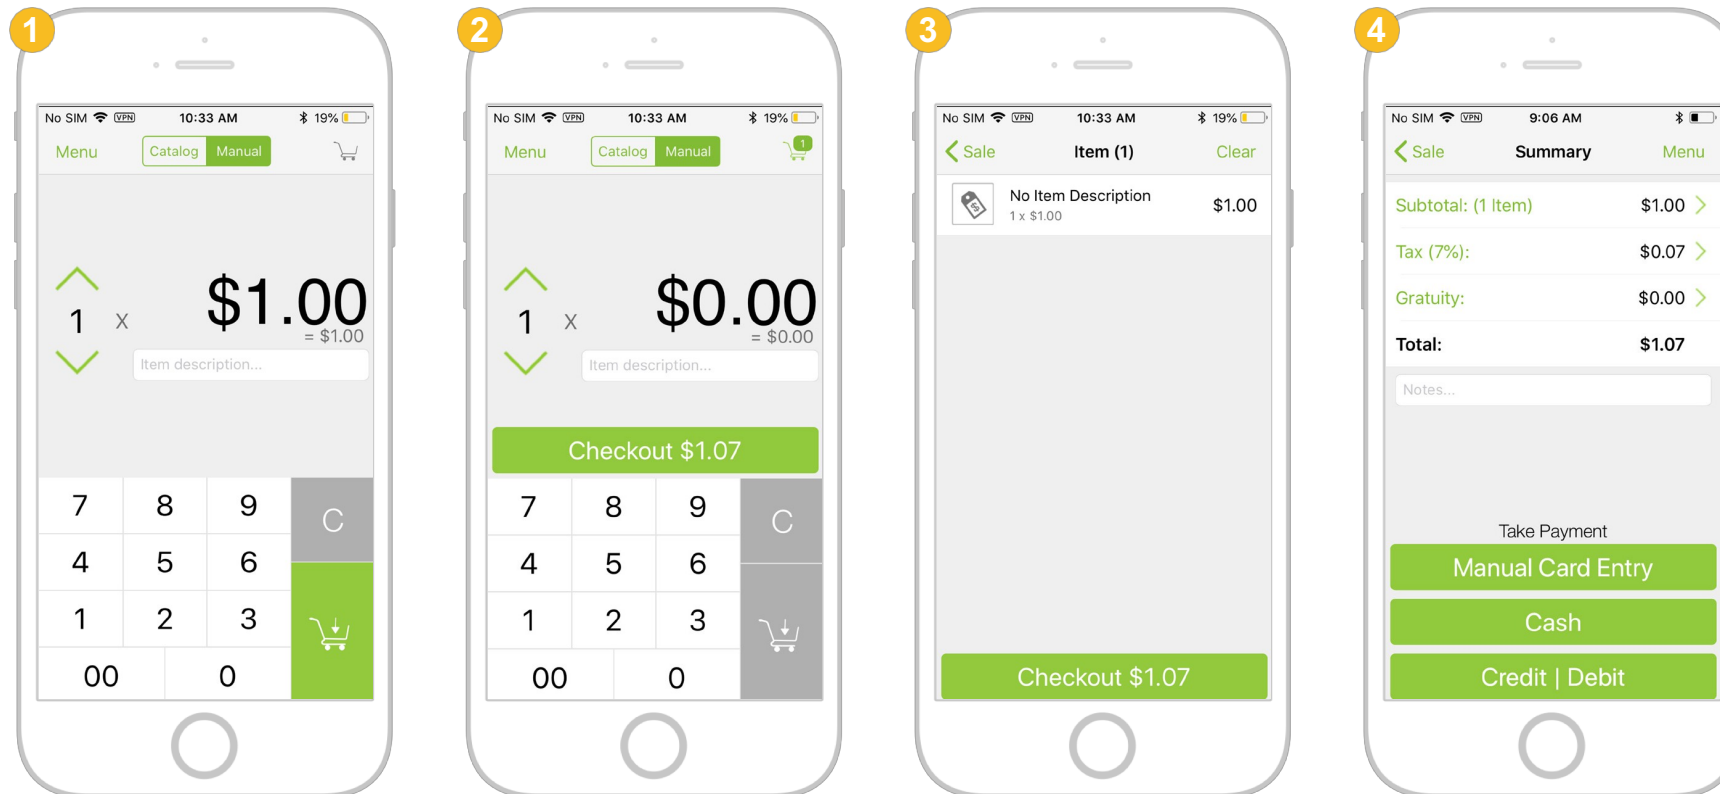 1
No SIM VPN 10:33 AM 19%
Menu Catalog Manual
1 x $1.00
= $1.00
Item description...
7 8 9 C
4 5 6
1 2 3
00 0
2
No SIM VPN 10:33 AM 19%
Menu Catalog Manual 1
1 x $0.00
= $0.00
Item description...
Checkout $1.07
7 8 9 C
4 5 6
1 2 3
00 0
3
No SIM VPN 10:33 AM 19%
Sale Item (1) Clear
No Item Description $1.00
1 x $1.00
Checkout $1.07
4
No SIM VPN 9:06 AM
Sale Summary Menu
Subtotal: (1 Item) $1.00
Tax (7%): $0.07
Gratuity: $0.00
Total: $1.07
Notes...
Take Payment
Manual Card Entry
Cash
Credit | Debit